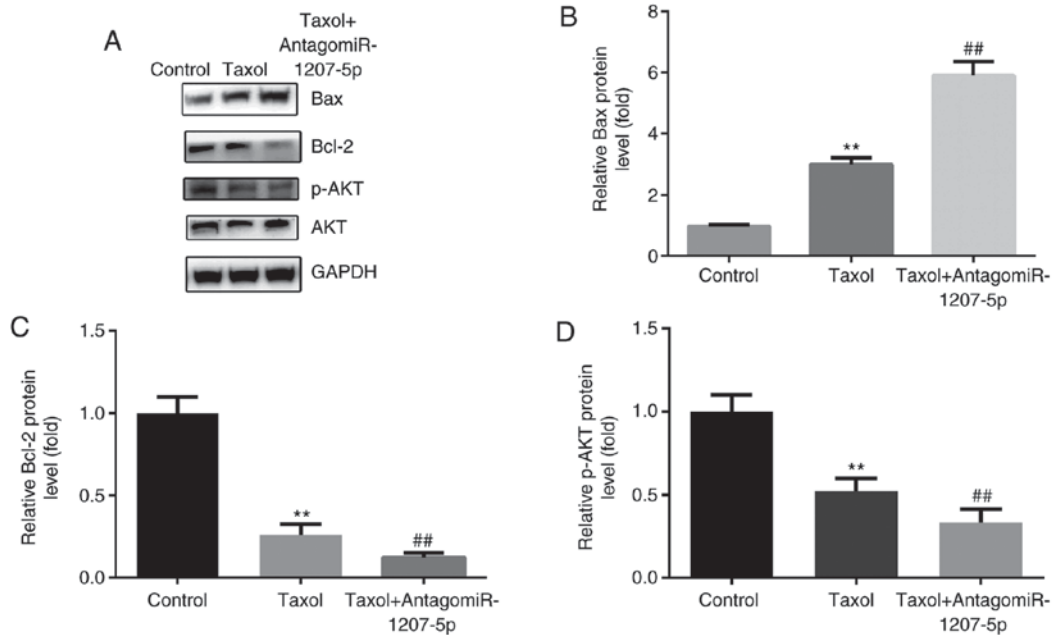 A
Control
Taxol
Taxol+
AntagomiR-
1207-5p
Bax
Bcl-2
p-AKT
AKT
GAPDH
B
Relative Bax protein
level (fold)
8
6
4
2
0
**
##
Control
Taxol
Taxol+AntagomiR-
1207-5p
C
Relative Bcl-2 protein
level (fold)
1.5
1.0
0.5
0.0
**
##
Control
Taxol
Taxol+AntagomiR-
1207-5p
D
Relative p-AKT protein
level (fold)
1.5
1.0
0.5
0.0
**
##
Control
Taxol
Taxol+AntagomiR-
1207-5p